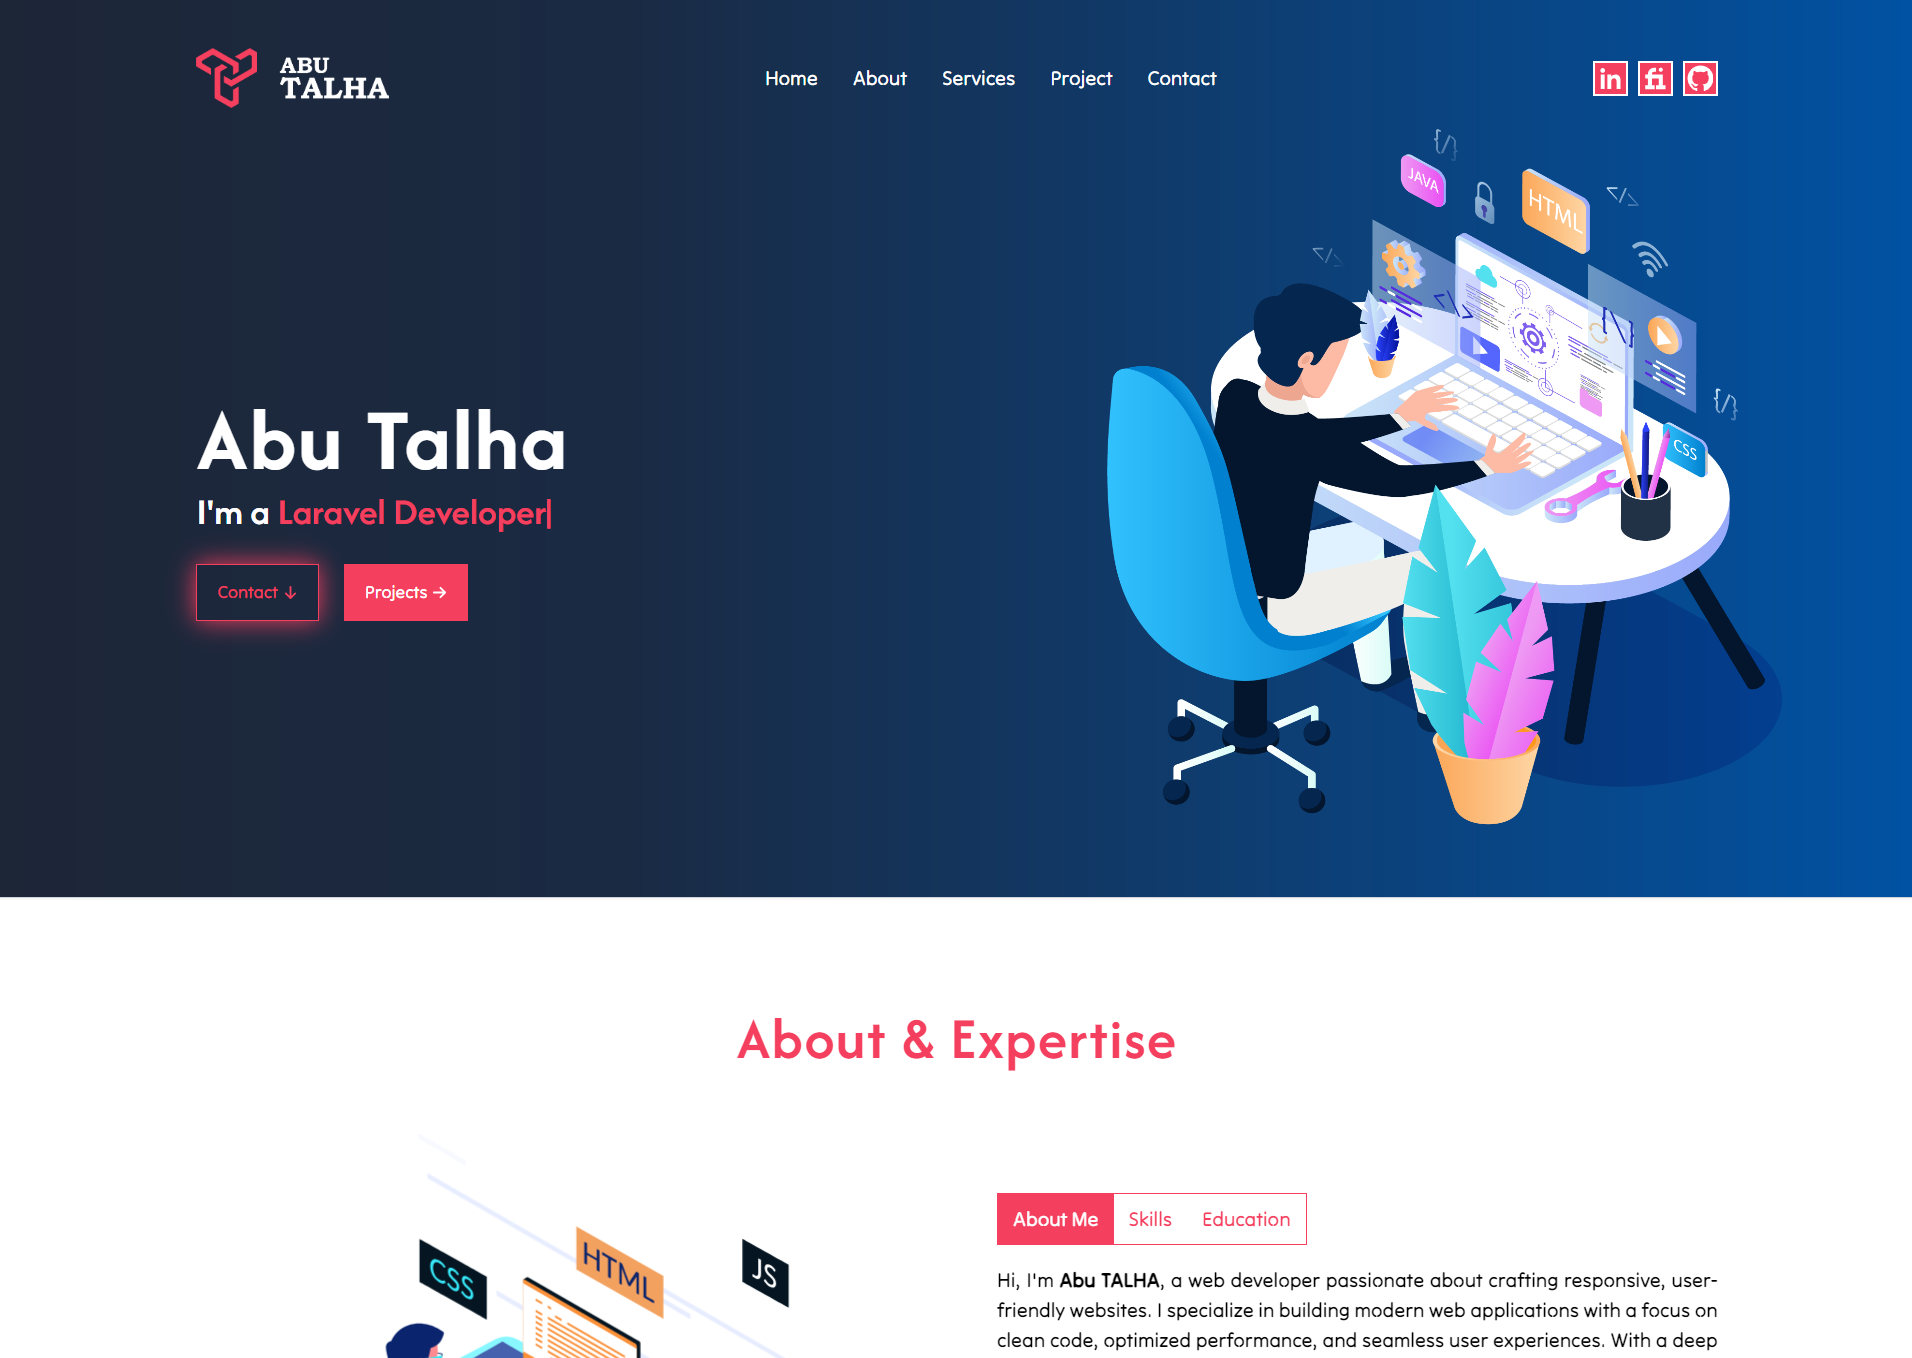 ABU
TALHA
Home
About
Services
Project
Contact
in
fi
{/}
JAVA
HTML
</>
</>
</>
{\}
{/}
CSS
Abu Talha
I'm a Laravel Developer|
Contact ↓
Projects →
About & Expertise
CSS
HTML
JS
About Me
Skills
Education
Hi, I'm Abu TALHA, a web developer passionate about crafting responsive, user-
friendly websites. I specialize in building modern web applications with a focus on
clean code, optimized performance, and seamless user experiences. With a deep